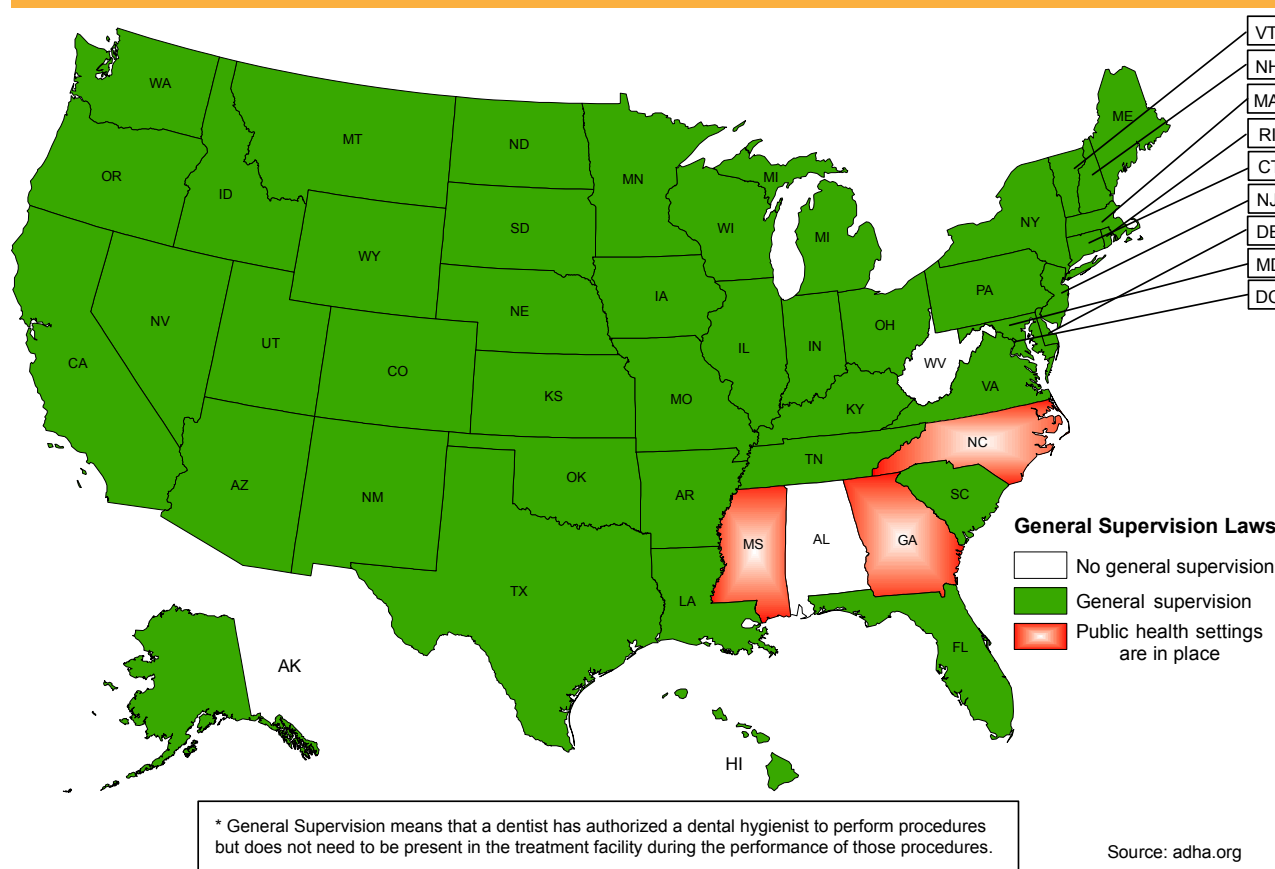 VT
NH
MA
RI
CT
NJ
DE
MD
DC
WA
OR
CA
NV
ID
MT
WY
UT
AZ
CO
NM
ND
SD
NE
KS
OK
TX
MN
IA
MO
AR
LA
WI
IL
MI
MI
IN
OH
KY
TN
MS
AL
GA
FL
SC
NC
VA
WV
PA
NY
ME
AK
HI
General Supervision Laws
No general supervision
General supervision
Public health settings
are in place
* General Supervision means that a dentist has authorized a dental hygienist to perform procedures
but does not need to be present in the treatment facility during the performance of those procedures.
Source: adha.org